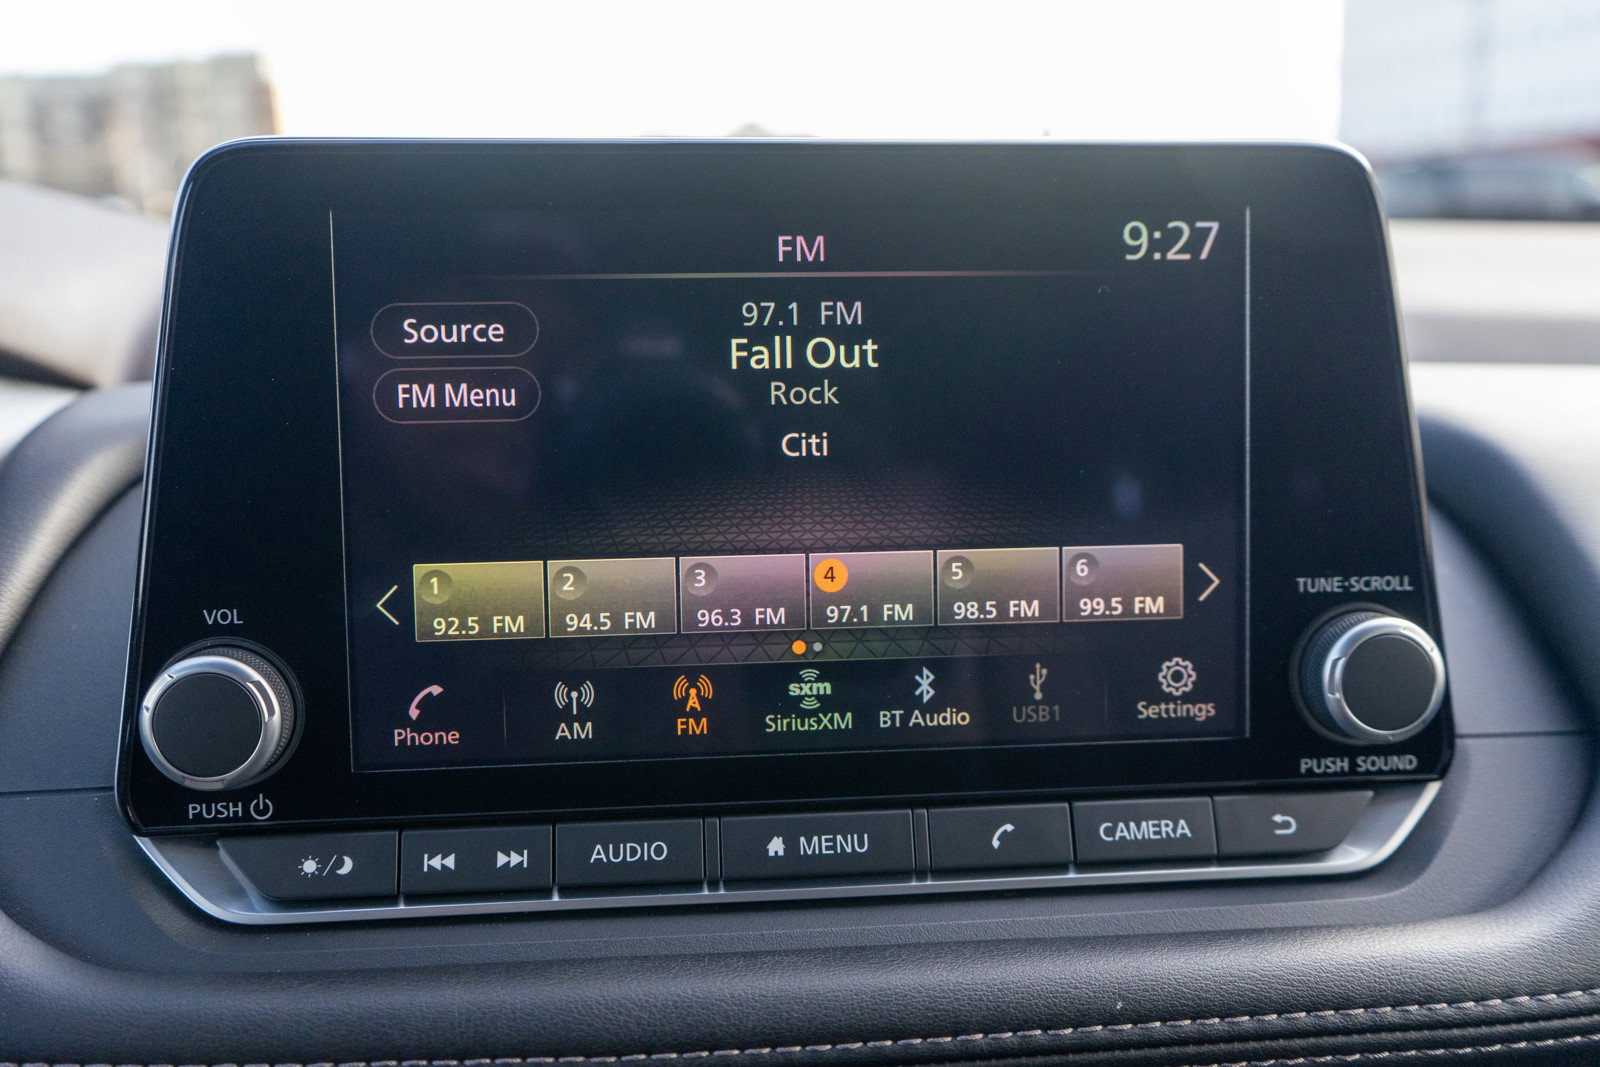 FM
9:27
Source
FM Menu
97.1 FM
Fall Out
Rock
Citi
1
92.5 FM
2
94.5 FM
3
96.3 FM
4
97.1 FM
5
98.5 FM
6
99.5 FM
Phone
AM
FM
sxm
SiriusXM
BT Audio
USB1
Settings
VOL
PUSH
TUNE·SCROLL
PUSH SOUND
AUDIO
MENU
CAMERA